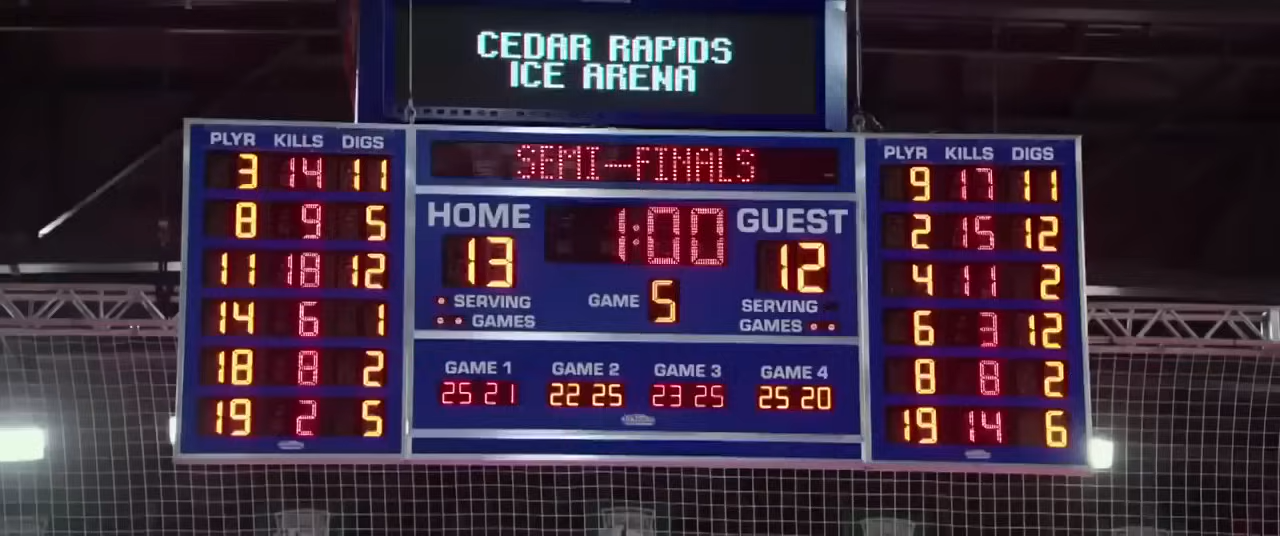 CEDAR RAPIDS
ICE ARENA
SEMI-FINALS
PLYR KILLS DIGS
3 14 11
8 9 5
11 18 12
14 6 1
18 8 2
19 2 5
HOME 1:00 GUEST
13 12
SERVING GAME 5 SERVING
GAMES GAMES
GAME 1 GAME 2 GAME 3 GAME 4
25 21 22 25 23 25 25 20
PLYR KILLS DIGS
9 17 11
2 15 12
4 11 2
6 3 12
8 8 2
19 14 6